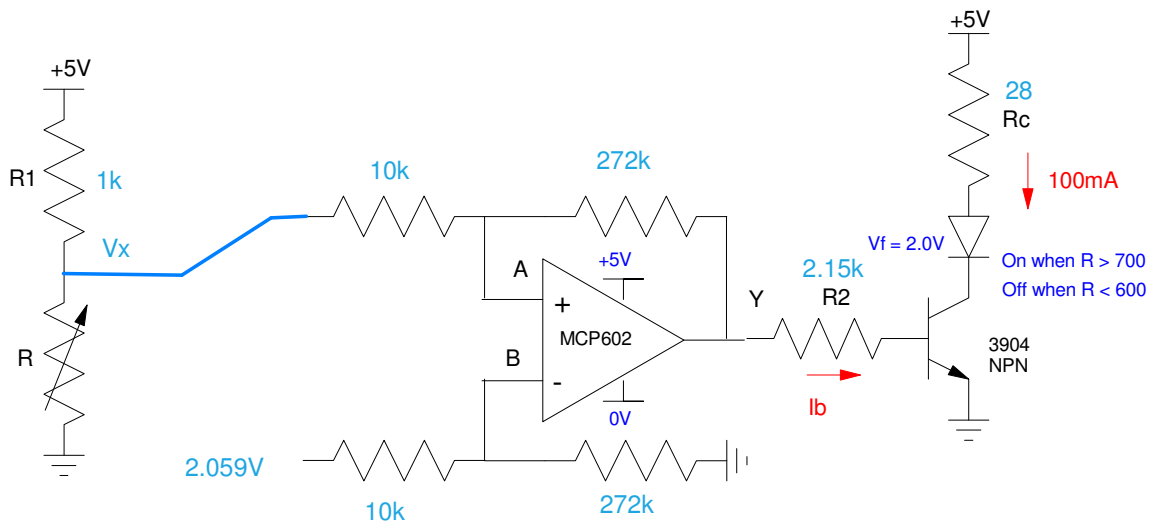 +5V
+5V
28
Rc
R1
1k
10k
272k
100mA
Vx
A
+5V
Vf = 2.0V
On when R > 700
2.15k
Off when R < 600
+
Y
R2
MCP602
R
B
3904
NPN
-
0V
Ib
2.059V
10k
272k